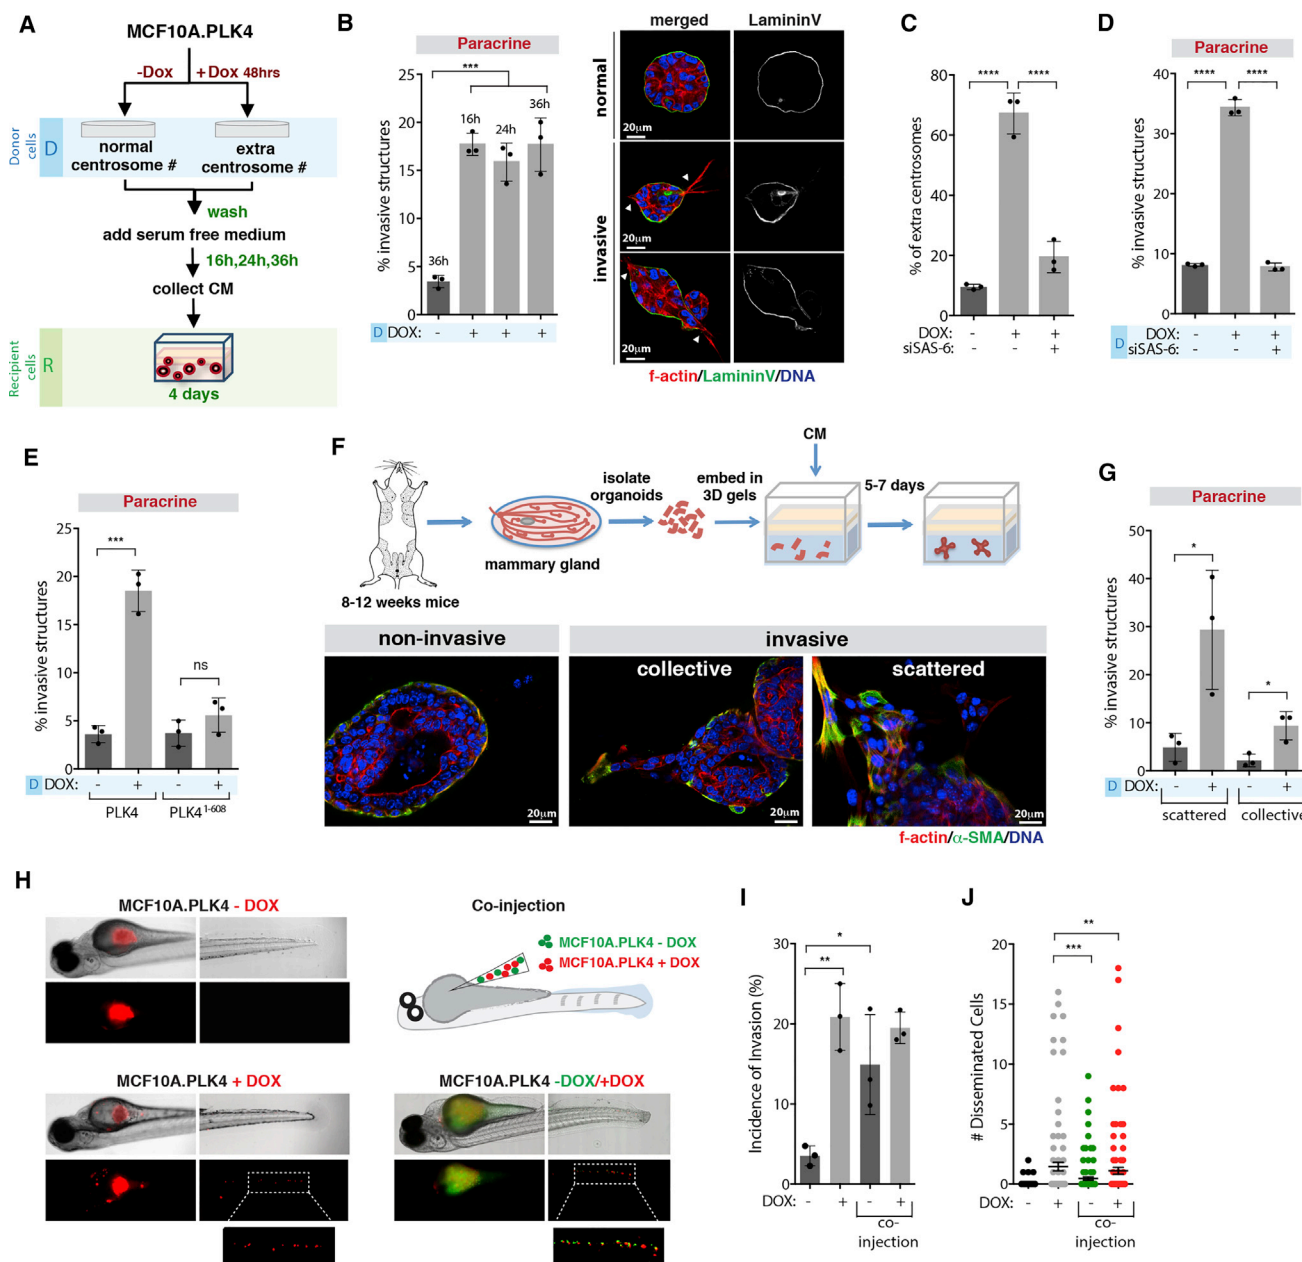 A
MCF10A.PLK4
-Dox
+ Dox 48hrs
Donor cells
D
normal centrosome #
extra centrosome #
wash
add serum free medium
16h,24h,36h
collect CM
Recipient cells
R
4 days
B
Paracrine
***
25
20
15
10
5
0
% invasive structures
36h
16h
24h
36h
D DOX: - + + +
merged
LamininV
normal
invasive
20µm
20µm
20µm
f-actin/LamininV/DNA
C
80
60
40
20
0
% of extra centrosomes
**** ****
DOX: - + +
siSAS-6: - - +
D
Paracrine
40
30
20
10
0
% invasive structures
**** ****
D
DOX: - + +
siSAS-6: - - +
E
Paracrine
25
20
15
10
5
0
% invasive structures
***
ns
D DOX: - + - +
PLK4
PLK4 1-608
F
CM
isolate organoids
embed in 3D gels
5-7 days
mammary gland
8-12 weeks mice
non-invasive
invasive
collective
scattered
20µm
20µm
20µm
f-actin/α-SMA/DNA
G
Paracrine
50
40
30
20
10
0
% invasive structures
*
*
D DOX: - + - +
scattered
collective
H
MCF10A.PLK4 - DOX
Co-injection
MCF10A.PLK4 - DOX
MCF10A.PLK4 + DOX
MCF10A.PLK4 + DOX
MCF10A.PLK4 -DOX/+DOX
I
30
20
10
0
Incidence of Invasion (%)
*
**
DOX: - + - +
co-injection
J
20
15
10
5
0
# Disseminated Cells
**
***
DOX: - + - +
co-injection